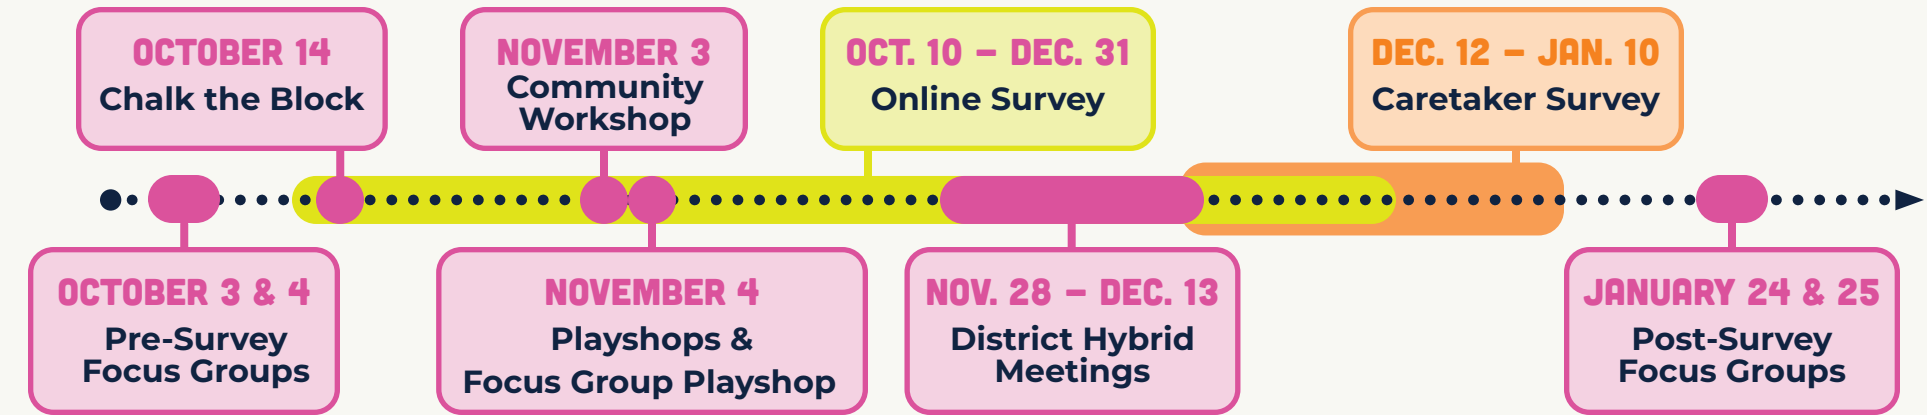 OCTOBER 14
Chalk the Block
NOVEMBER 3
Community
Workshop
OCT. 10 – DEC. 31
Online Survey
DEC. 12 – JAN. 10
Caretaker Survey
OCTOBER 3 & 4
Pre-Survey
Focus Groups
NOVEMBER 4
Playshops &
Focus Group Playshop
NOV. 28 – DEC. 13
District Hybrid
Meetings
JANUARY 24 & 25
Post-Survey
Focus Groups